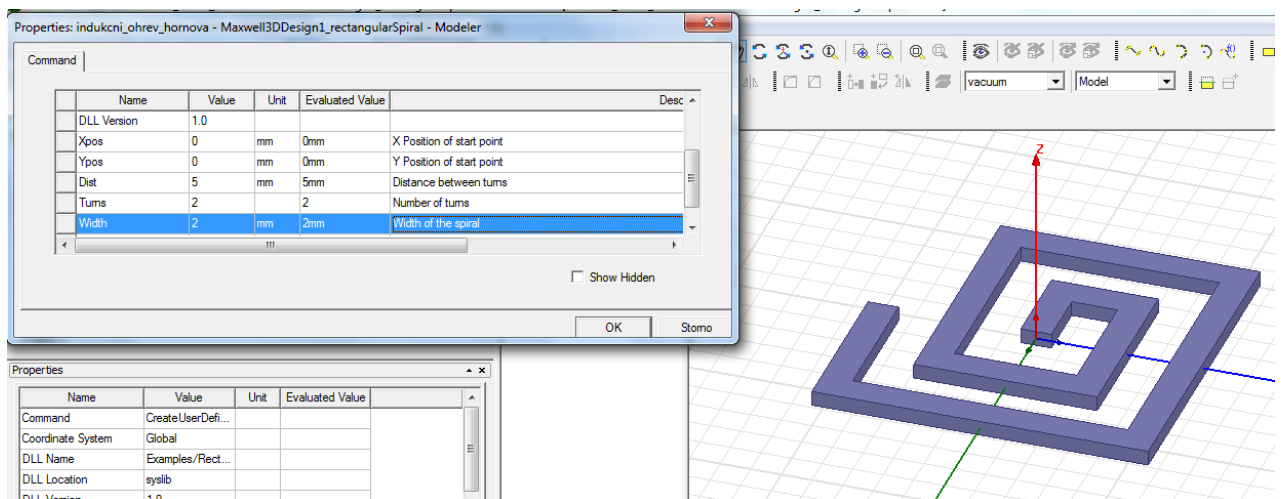 Properties: indukcni_ohrev_hornova - Maxwell3DDesign1_rectangularSpiral - Modeler
Command
Name Value Unit Evaluated Value Desc
DLL Version 1.0
Xpos 0 mm 0mm X Position of start point
Ypos 0 mm 0mm Y Position of start point
Dist 5 mm 5mm Distance between turns
Turns 2 2 Number of turns
Width 2 mm 2mm Width of the spiral
Show Hidden
OK Storno
vacuum Model
Z
Properties
Name Value Unit Evaluated Value
Command CreateUserDefi...
Coordinate System Global
DLL Name Examples/Rect...
DLL Location syslib
DLL Version 1.0